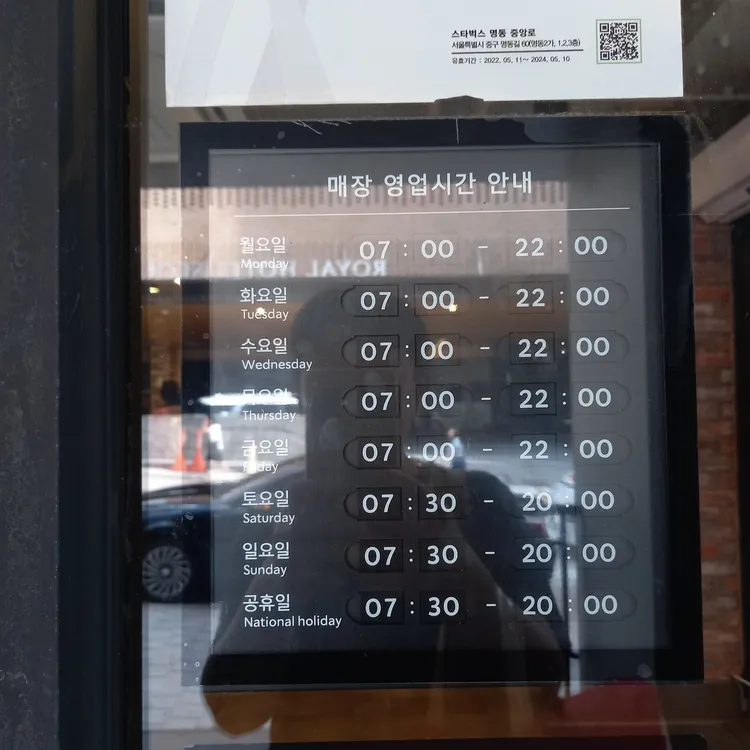 스타벅스 명동 중앙로
서울특별시 중구 명동길 60(명동2가, 1,2,3층)
유효기간 : 2022. 05. 11~ 2024. 05. 10
매장 영업시간 안내
월요일 07 : 00 - 22 : 00
Monday
ROYAL
화요일 07 : 00 - 22 : 00
Tuesday
수요일 07 : 00 - 22 : 00
Wednesday
목요일 07 : 00 - 22 : 00
Thursday
금요일 07 : 00 - 22 : 00
Friday
토요일 07 : 30 - 20 : 00
Saturday
일요일 07 : 30 - 20 : 00
Sunday
공휴일 07 : 30 - 20 : 00
National holiday